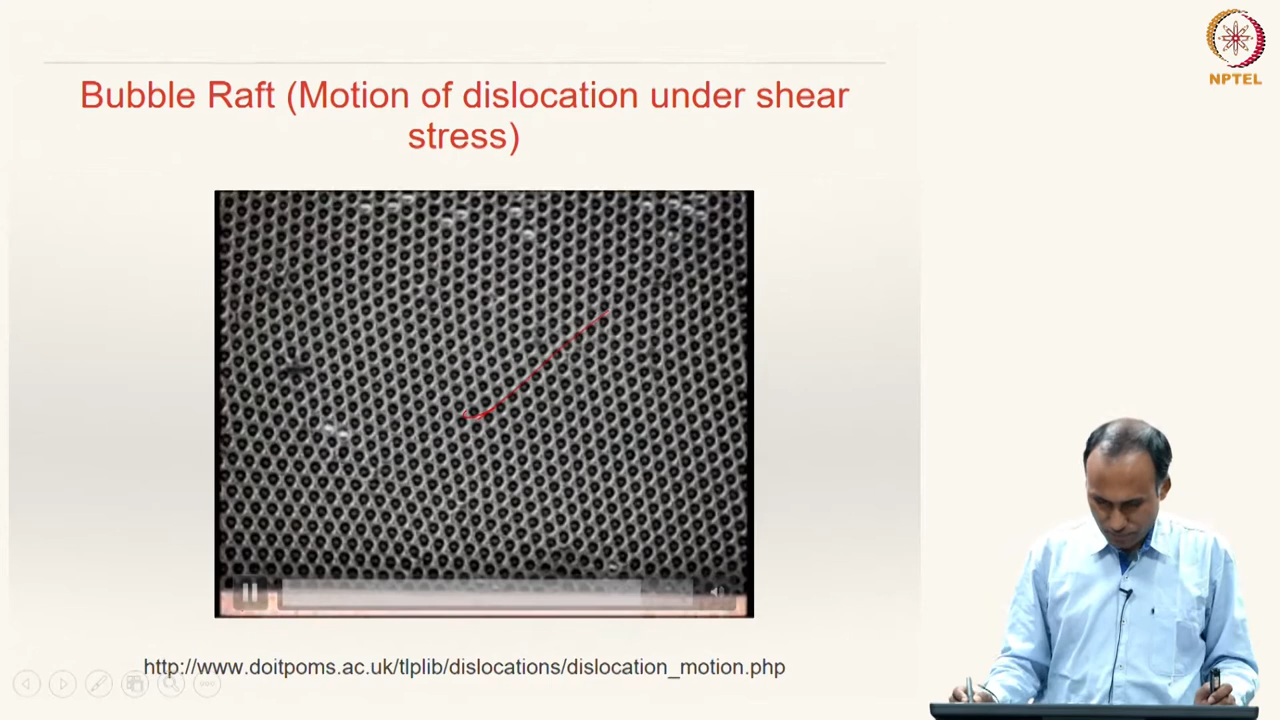 NPTEL
Bubble Raft (Motion of dislocation under shear
stress)
http://www.doitpoms.ac.uk/tlplib/dislocations/dislocation_motion.php